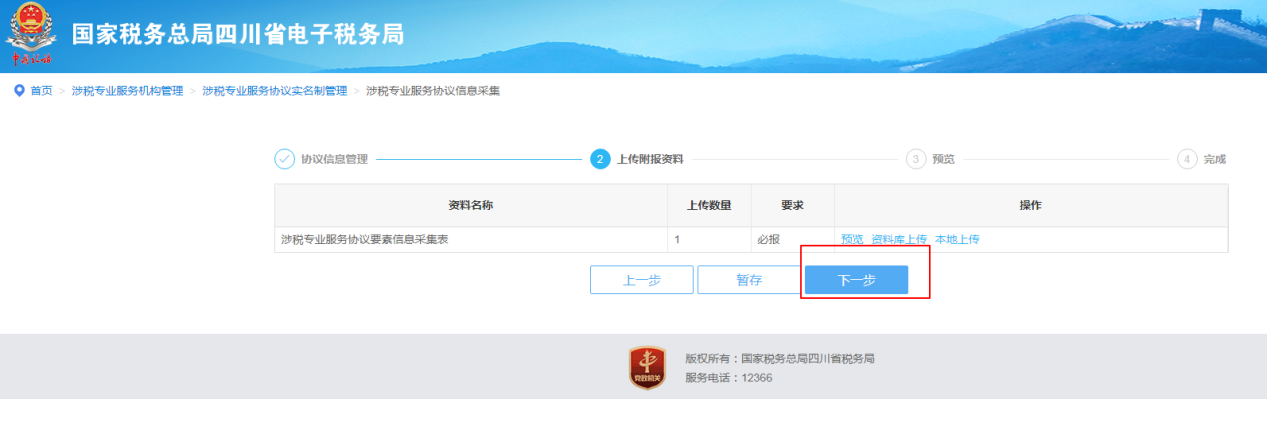 国家税务总局四川省电子税务局
中国税务
首页 > 涉税专业服务机构管理 > 涉税专业服务协议实名制管理 > 涉税专业服务协议信息采集
协议信息管理 2 上传附报资料 3 预览 4 完成
资料名称 上传数量 要求 操作
涉税专业服务协议要素信息采集表 1 必报 预览 资料库上传 本地上传
上一步 暂存 下一步
党政机关
版权所有：国家税务总局四川省税务局
服务电话：12366